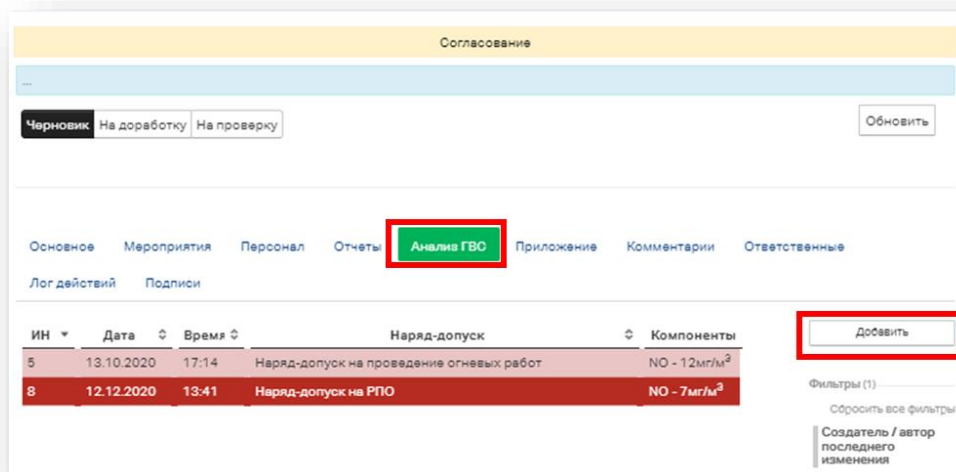 Согласование
...
Черновик На доработку На проверку Обновить
Основное Мероприятия Персонал Отчеты Анализ ГВС Приложение Комментарии Ответственные
Лог действий Подписи
ИН Дата Время Наряд-допуск Компоненты Добавить
5 13.10.2020 17:14 Наряд-допуск на проведение огневых работ NO - 12мг/м³
8 12.12.2020 13:41 Наряд-допуск на РПО NO - 7мг/м³
Фильтры (1)
Сбросить все фильтры
Создатель / автор
последнего
изменения